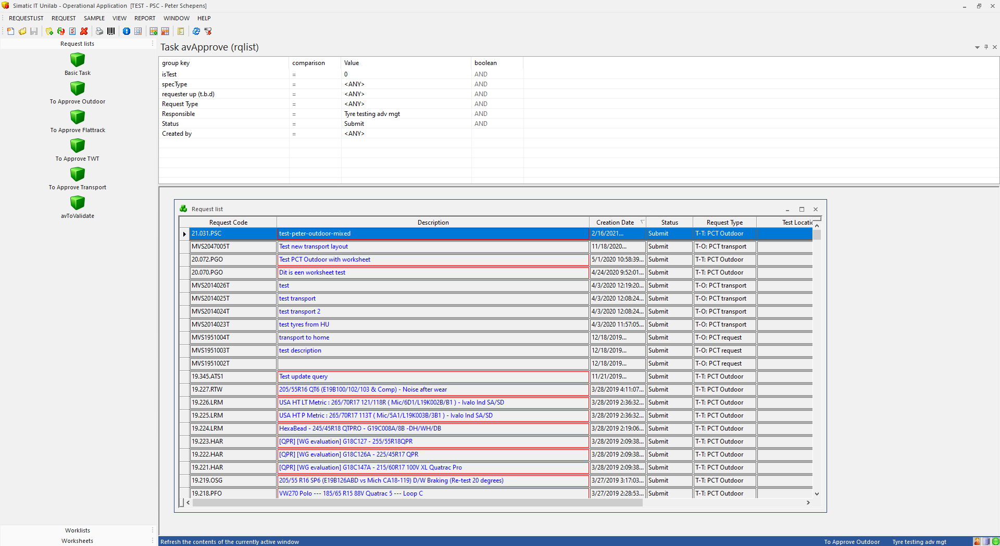 Simatic IT Unilab - Operational Application  [TEST - PSC - Peter Schepens]
REQUESTLIST REQUEST SAMPLE VIEW REPORT WINDOW HELP
Request lists
Basic Task
To Approve Outdoor
To Approve Flattrack
To Approve TWT
To Approve Transport
avToValidate
Worklists
Worksheets
Task avApprove (rqlist)
group key comparison Value boolean
isTest = 0 AND
specType = <ANY> AND
requester up (t.b.d) = <ANY> AND
Request Type = <ANY> AND
Responsible = Tyre testing adv mgt AND
Status = Submit AND
Created by = <ANY>
Request list
Request Code Description Creation Date Status Request Type Test Locatio
21.031.PSC test-peter-outdoor-mixed 2/16/2021... Submit T-T: PCT Outdoor
MVS2047005T Test new transport layout 11/18/2020... Submit T-O: PCT transport
20.072.PGO Test PCT Outdoor with worksheet 5/1/2020 10:58:39... Submit T-T: PCT Outdoor
20.070.PGO Dit is een worksheet test 4/24/2020 9:52:01... Submit T-T: PCT Outdoor
MVS2014026T test 4/3/2020 12:19:20... Submit T-O: PCT transport
MVS2014025T test transport 4/3/2020 12:08:24... Submit T-O: PCT transport
MVS2014024T test transport 2 4/3/2020 12:08:24... Submit T-O: PCT transport
MVS2014023T test tyres from HU 4/3/2020 11:57:05... Submit T-O: PCT transport
MVS1951004T transport to home 12/18/2019... Submit T-O: PCT request
MVS1951003T test description 12/18/2019... Submit T-O: PCT request
MVS1951002T 12/18/2019... Submit T-O: PCT request
19.345.ATS1 Test update query 11/21/2019... Submit T-T: PCT Outdoor
19.227.RTW 205/55R16 QT6 (E19B100/102/103 & Comp) - Noise after wear 3/28/2019 4:11:07... Submit T-T: PCT Outdoor
19.226.LRM USA HT LT Metric : 265/70R17 121/118R ( Mic/6D1/L19K002B/B1 ) - Ivalo Ind SA/SD 3/28/2019 2:36:32... Submit T-T: PCT Outdoor
19.225.LRM USA HT P Metric : 265/70R17 113T ( Mic/5A1/L19K003B/3B1 ) - Ivalo Ind SA/SD 3/28/2019 2:36:32... Submit T-T: PCT Outdoor
19.224.LRM HexaBead - 245/45R18 QTPRO - G19C008A/8B -DH/WH/DB 3/28/2019 2:19:06... Submit T-T: PCT Outdoor
19.223.HAR [QPR] [WG evaluation] G18C127 - 255/55R18QPR 3/28/2019 2:09:38... Submit T-T: PCT Outdoor
19.222.HAR [QPR] [WG evaluation] G18C126A - 225/45R17 QPR 3/28/2019 2:09:38... Submit T-T: PCT Outdoor
19.221.HAR [QPR] [WG evaluation] G18C147A - 215/60R17 100V XL Quatrac Pro 3/28/2019 2:09:38... Submit T-T: PCT Outdoor
19.219.OSG 205/55 R16 SP6 (E19B126ABD vs Mich CA18-119) D/W Braking (Re-test 20 degrees) 3/27/2019 3:17:03... Submit T-T: PCT Outdoor
19.218.PFO VW270 Polo --- 185/65 R15 88V Quatrac 5 --- Loop C 3/27/2019 2:28:53... Submit T-T: PCT Outdoor
Refresh the contents of the currently active window To Approve Outdoor Tyre testing adv mgt